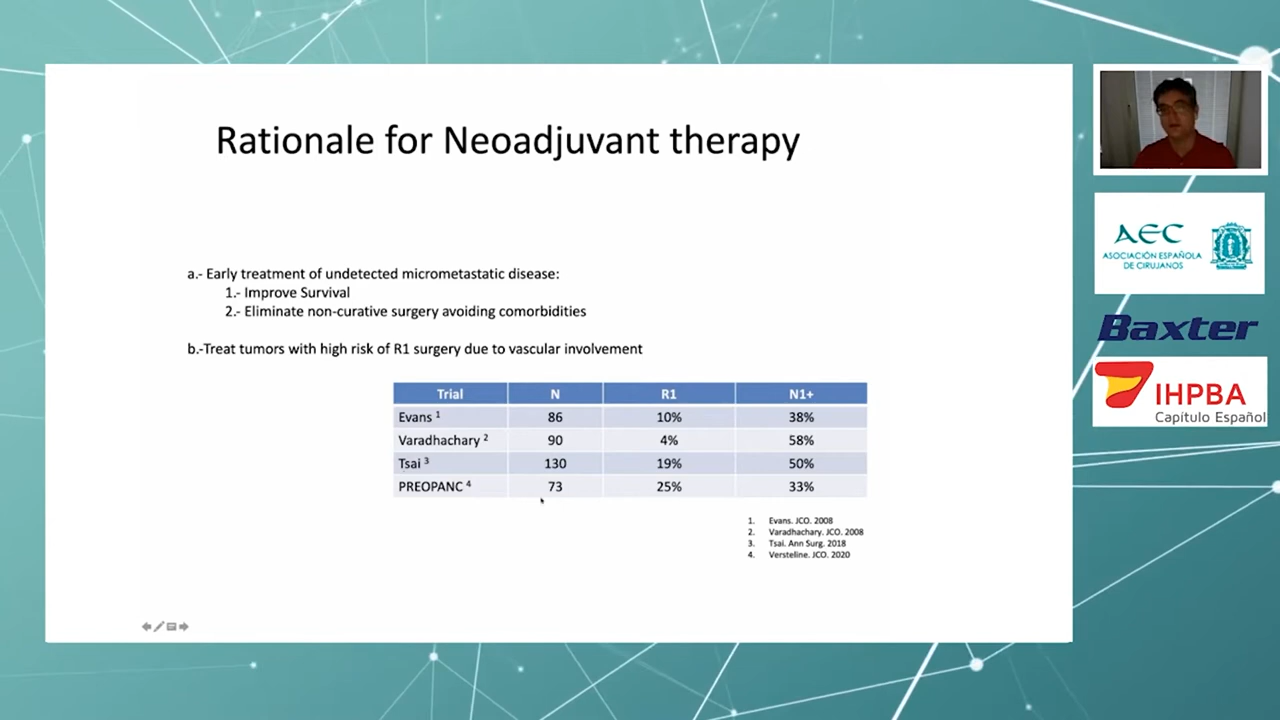 Rationale for Neoadjuvant therapy
a.- Early treatment of undetected micrometastatic disease:
1.- Improve Survival
2.- Eliminate non-curative surgery avoiding comorbidities
b.-Treat tumors with high risk of R1 surgery due to vascular involvement
Trial N R1 N1+
Evans 1 86 10% 38%
Varadhachary 2 90 4% 58%
Tsai 3 130 19% 50%
PREOPANC 4 73 25% 33%
1. Evans. JCO. 2008
2. Varadhachary. JCO. 2008
3. Tsai. Ann Surg. 2018
4. Versteline. JCO. 2020
AEC
ASOCIACIÓN ESPAÑOLA
DE CIRUJANOS
Baxter
IHPBA
Capítulo Español